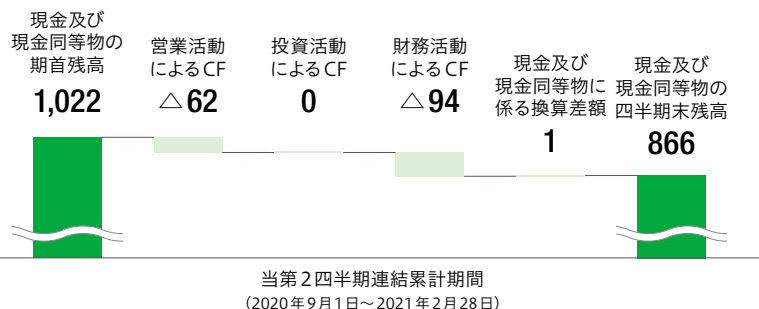 現金及び
現金同等物の
期首残高
1,022
営業活動
によるCF
△62
投資活動
によるCF
0
財務活動
によるCF
△94
現金及び
現金同等物に
係る換算差額
1
現金及び
現金同等物の
四半期末残高
866
当第2四半期連結累計期間
(2020年9月1日~2021年2月28日)